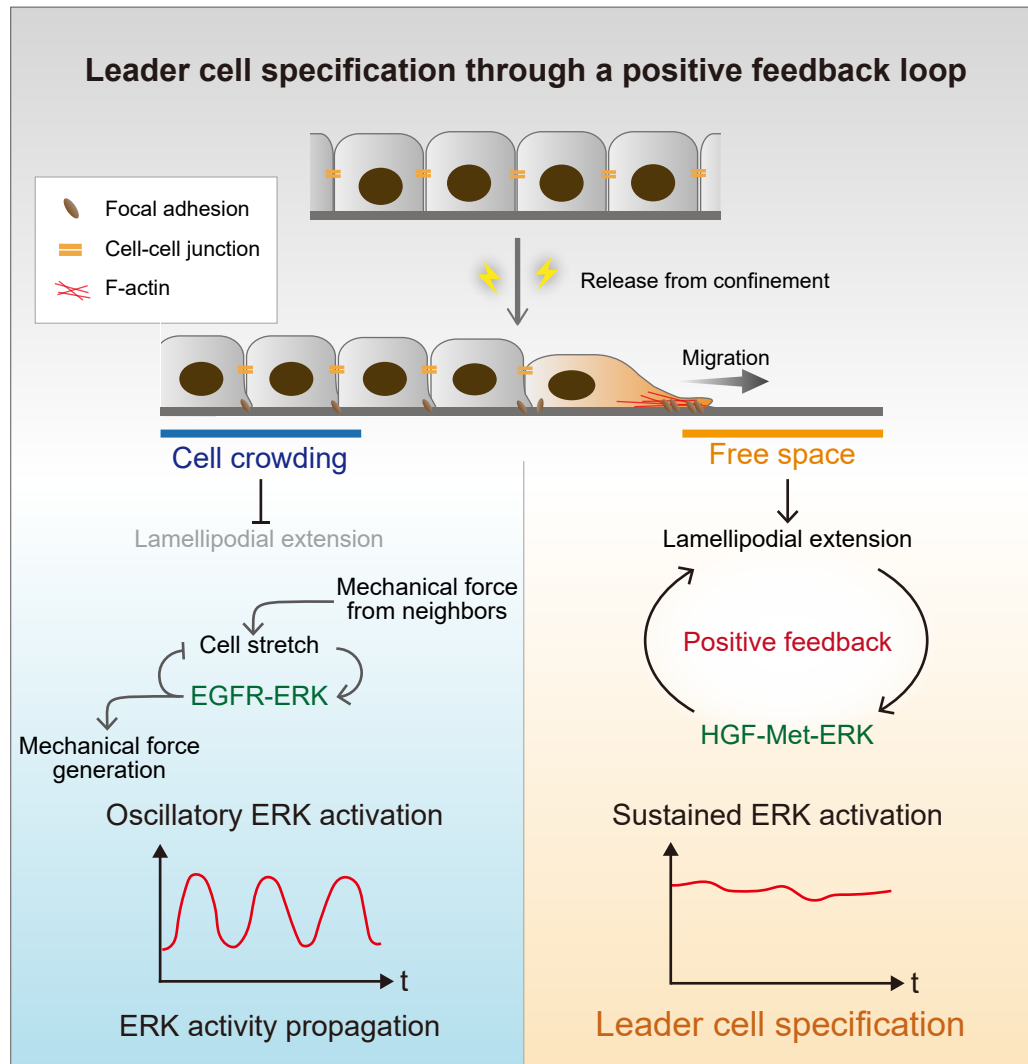 Leader cell specification through a positive feedback loop
Focal adhesion
Cell-cell junction
F-actin
Release from confinement
Migration
Cell crowding
Free space
Lamellipodial extension
Mechanical force
from neighbors
Cell stretch
EGFR-ERK
Mechanical force
generation
Oscillatory ERK activation
t
ERK activity propagation
Lamellipodial extension
Positive feedback
HGF-Met-ERK
Sustained ERK activation
t
Leader cell specification